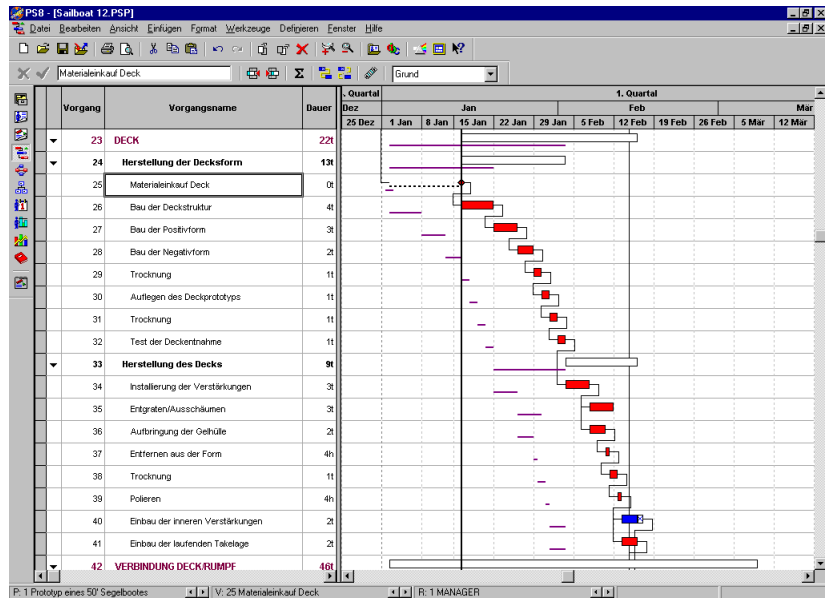 PS8 - [Sailboat 12.PSP]
Datei Bearbeiten Ansicht Einfügen Format Werkzeuge Definieren Fenster Hilfe
Materialeinkauf Deck Σ Grund
Vorgang Vorgangsname Dauer
. Quartal 1. Quartal
Dez Jan Feb Mär
25 Dez 1 Jan 8 Jan 15 Jan 22 Jan 29 Jan 5 Feb 12 Feb 19 Feb 26 Feb 5 Mär 12 Mär
23 DECK 22t
24 Herstellung der Decksform 13t
25 Materialeinkauf Deck 0t
26 Bau der Deckstruktur 4t
27 Bau der Positivform 3t
28 Bau der Negativform 2t
29 Trocknung 1t
30 Auflegen des Deckprototyps 1t
31 Trocknung 1t
32 Test der Deckentnahme 1t
33 Herstellung des Decks 9t
34 Installierung der Verstärkungen 3t
35 Entgraten/Ausschäumen 3t
36 Aufbringung der Gelhülle 2t
37 Entfernen aus der Form 4h
38 Trocknung 1t
39 Polieren 4h
40 Einbau der inneren Verstärkungen 2t
41 Einbau der laufenden Takelage 2t
42 VERBINDUNG DECK/RUMPF 46t
P: 1 Prototyp eines 50' Segelbootes V: 25 Materialeinkauf Deck R: 1 MANAGER